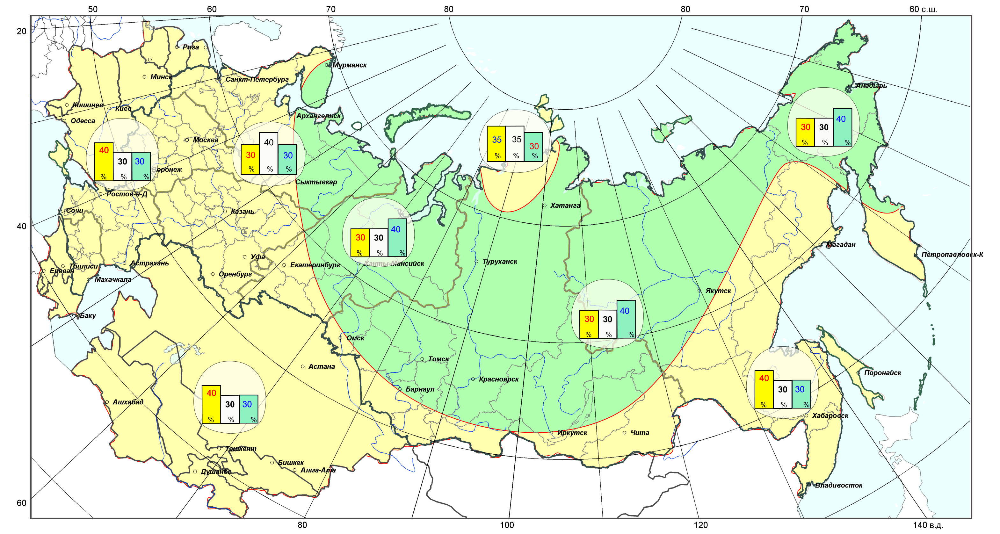 50 60 70 80 80 70 60 с.ш.
20
Рига
Мурманск
Минск
Санкт-Петербург
Анадырь
Кишинев
Киев
Архангельск
Одесса
40 30 30
% % %
30 40 30
% % %
35 35 30
% % %
30 30 40
% % %
Москва
Воронеж
Сыктывкар
Ростов-н-Д
Хатанга
Сочи
Казань
40
30 30 40
% % %
Магадан
Петропавловск-К
Уфа
Тбилиси
Астрахань
Екатеринбург
Ханты-Мансийск
Туруханск
Ереван
Оренбург
Махачкала
Якутск
Баку
30 30 40
% % %
Омск
Томск
Астана
Поронайск
Красноярск
40 30 30
% % %
Барнаул
40 30 30
% % %
Ашхабад
Хабаровск
Иркутск
Чита
Ташкент
Бишкек
Алма-Ата
Душанбе
Владивосток
60
80 100 120 140 в.д.